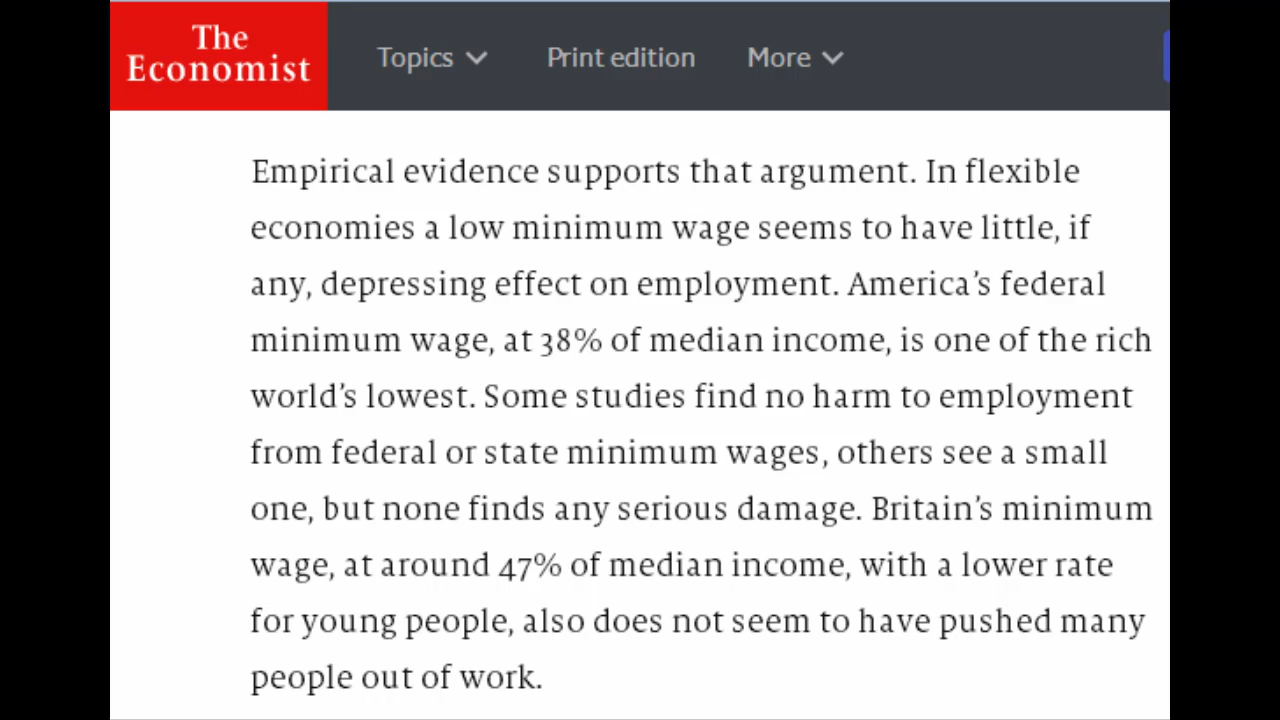 The
Economist
Topics
Print edition
More
Empirical evidence supports that argument. In flexible
economies a low minimum wage seems to have little, if
any, depressing effect on employment. America’s federal
minimum wage, at 38% of median income, is one of the rich
world’s lowest. Some studies find no harm to employment
from federal or state minimum wages, others see a small
one, but none finds any serious damage. Britain’s minimum
wage, at around 47% of median income, with a lower rate
for young people, also does not seem to have pushed many
people out of work.